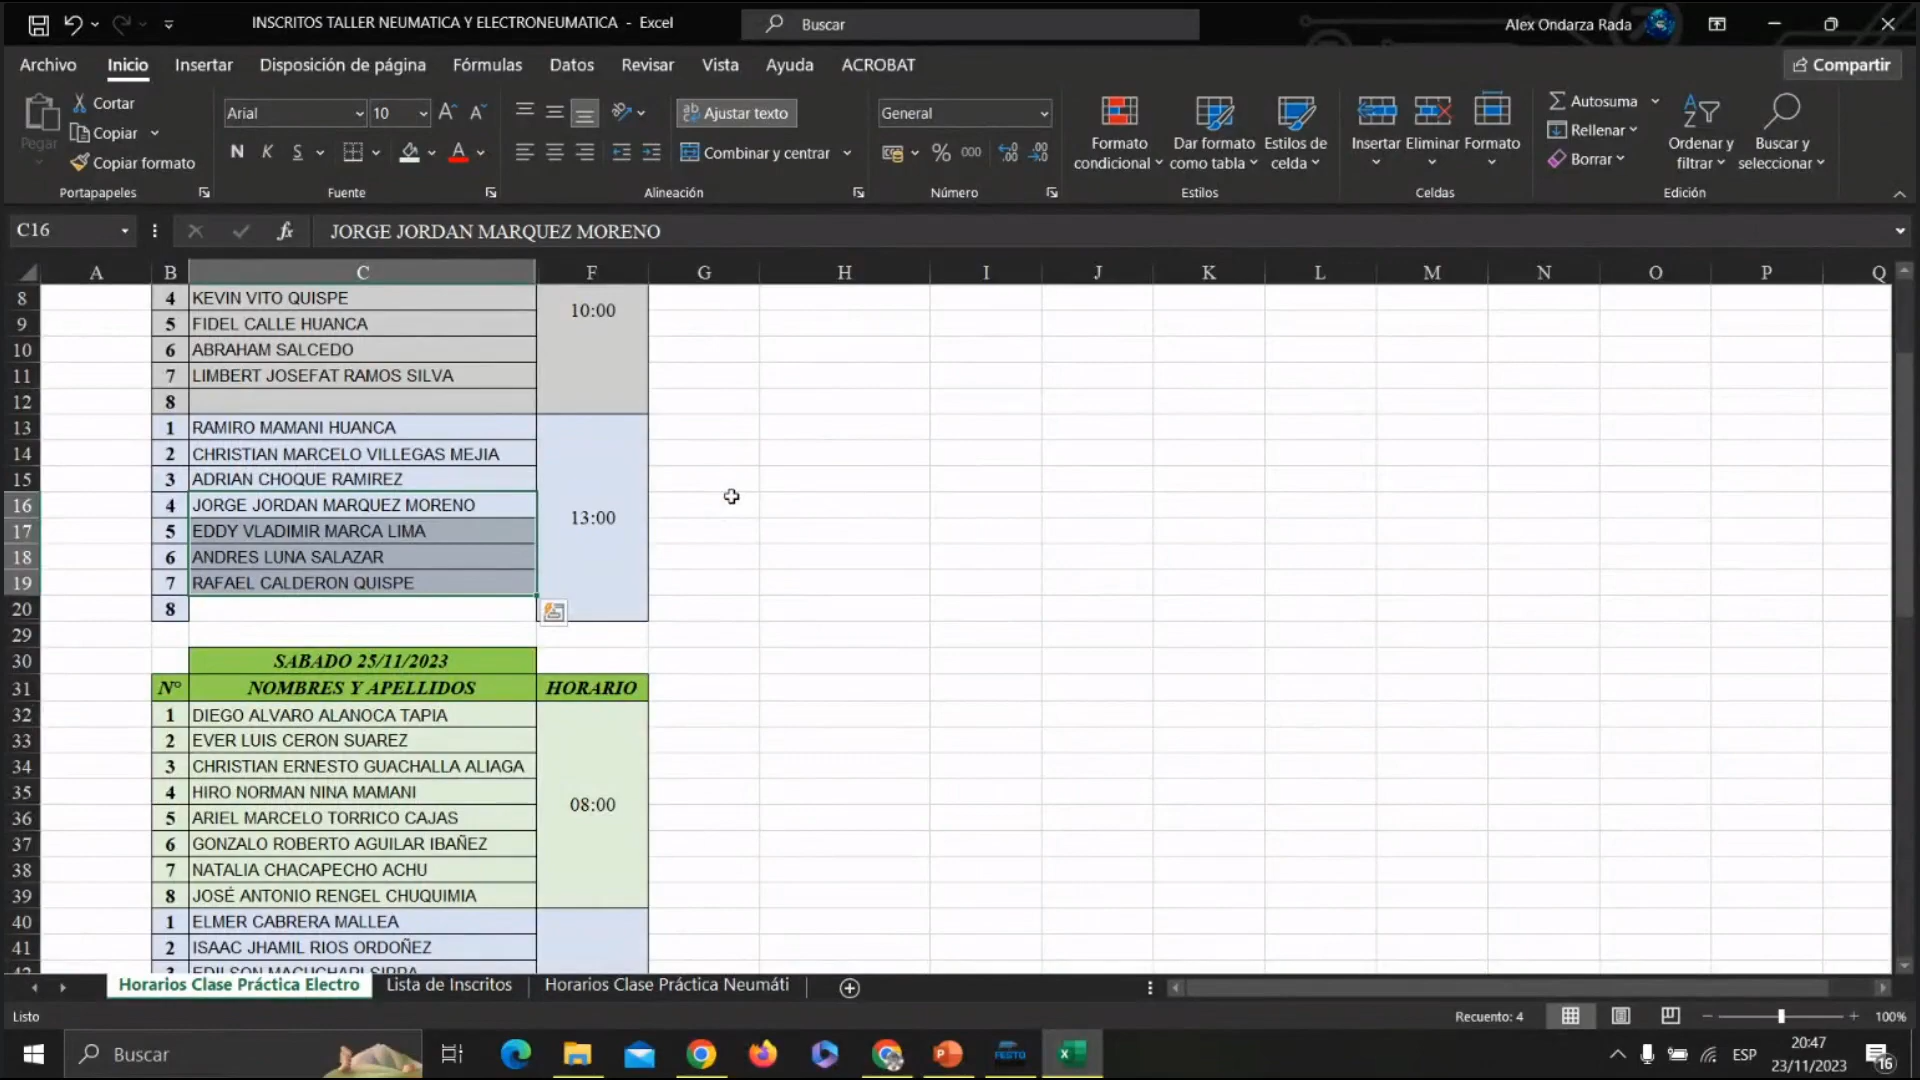 INSCRITOS TALLER NEUMATICA Y ELECTRONEUMATICA - Excel
Buscar
Alex Ondarza Rada
Archivo Inicio Insertar Disposición de página Fórmulas Datos Revisar Vista Ayuda ACROBAT
Compartir
Pegar
Cortar
Copiar
Copiar formato
Portapapeles
Arial 10
N K S
Fuente
Ajustar texto
Combinar y centrar
Alineación
General
% 000
Número
Formato condicional
Dar formato como tabla
Estilos de celda
Estilos
Insertar Eliminar Formato
Celdas
Autosuma
Rellenar
Borrar
Ordenar y filtrar
Buscar y seleccionar
Edición
C16
fx
JORGE JORDAN MARQUEZ MORENO
A B C F G H I J K L M N O P Q
8 4 KEVIN VITO QUISPE 10:00
9 5 FIDEL CALLE HUANCA
10 6 ABRAHAM SALCEDO
11 7 LIMBERT JOSEFAT RAMOS SILVA
12 8
13 1 RAMIRO MAMANI HUANCA
14 2 CHRISTIAN MARCELO VILLEGAS MEJIA
15 3 ADRIAN CHOQUE RAMIREZ
16 4 JORGE JORDAN MARQUEZ MORENO 13:00
17 5 EDDY VLADIMIR MARCA LIMA
18 6 ANDRES LUNA SALAZAR
19 7 RAFAEL CALDERON QUISPE
20 8
29
30 SABADO 25/11/2023
31 N° NOMBRES Y APELLIDOS HORARIO
32 1 DIEGO ALVARO ALANOCA TAPIA
33 2 EVER LUIS CERON SUAREZ
34 3 CHRISTIAN ERNESTO GUACHALLA ALIAGA
35 4 HIRO NORMAN NINA MAMANI 08:00
36 5 ARIEL MARCELO TORRICO CAJAS
37 6 GONZALO ROBERTO AGUILAR IBAÑEZ
38 7 NATALIA CHACAPECHO ACHU
39 8 JOSÉ ANTONIO RENGEL CHUQUIMIA
40 1 ELMER CABRERA MALLEA
41 2 ISAAC JHAMIL RIOS ORDOÑEZ
42 3 EDILSON
Horarios Clase Práctica Electro Lista de Inscritos Horarios Clase Práctica Neumáti
Listo
Recuento: 4
100%
Buscar
FESTO
ESP
20:47
23/11/2023
16